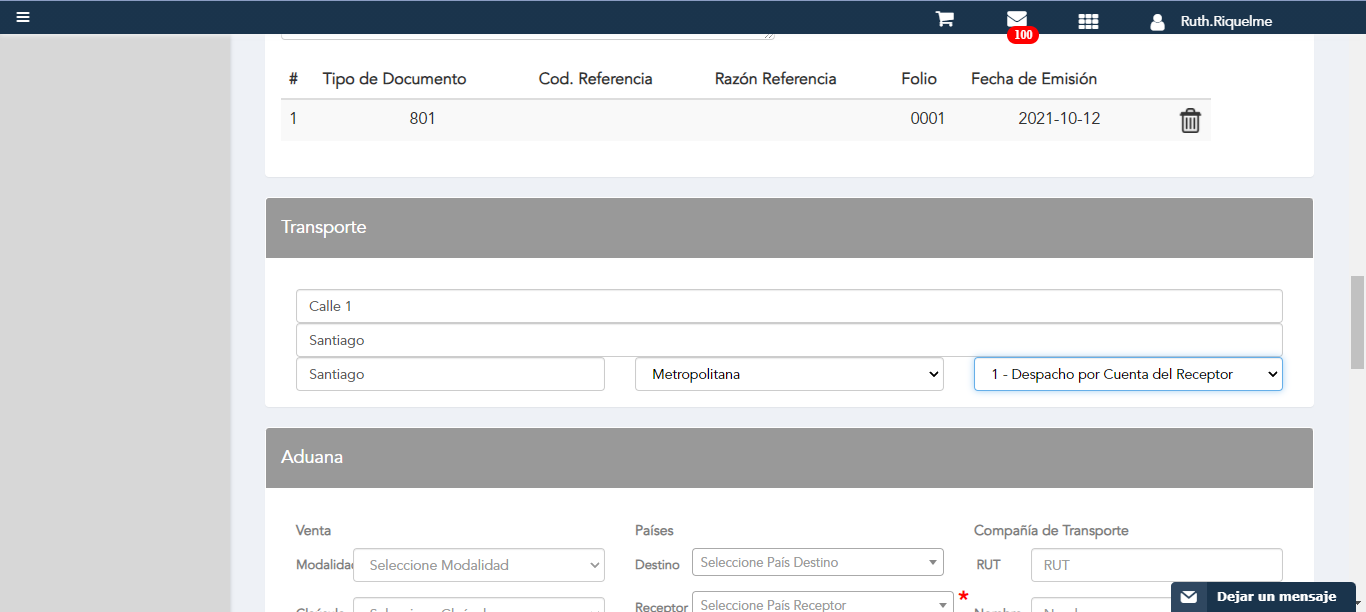 Ruth.Riquelme
100
# Tipo de Documento Cod. Referencia Razón Referencia Folio Fecha de Emisión
1 801 0001 2021-10-12
Transporte
Calle 1
Santiago
Santiago Metropolitana 1 - Despacho por Cuenta del Receptor
Aduana
Venta Países Compañía de Transporte
Modalidad Seleccione Modalidad Destino Seleccione País Destino RUT RUT
Receptor Seleccione País Receptor *
Dejar un mensaje